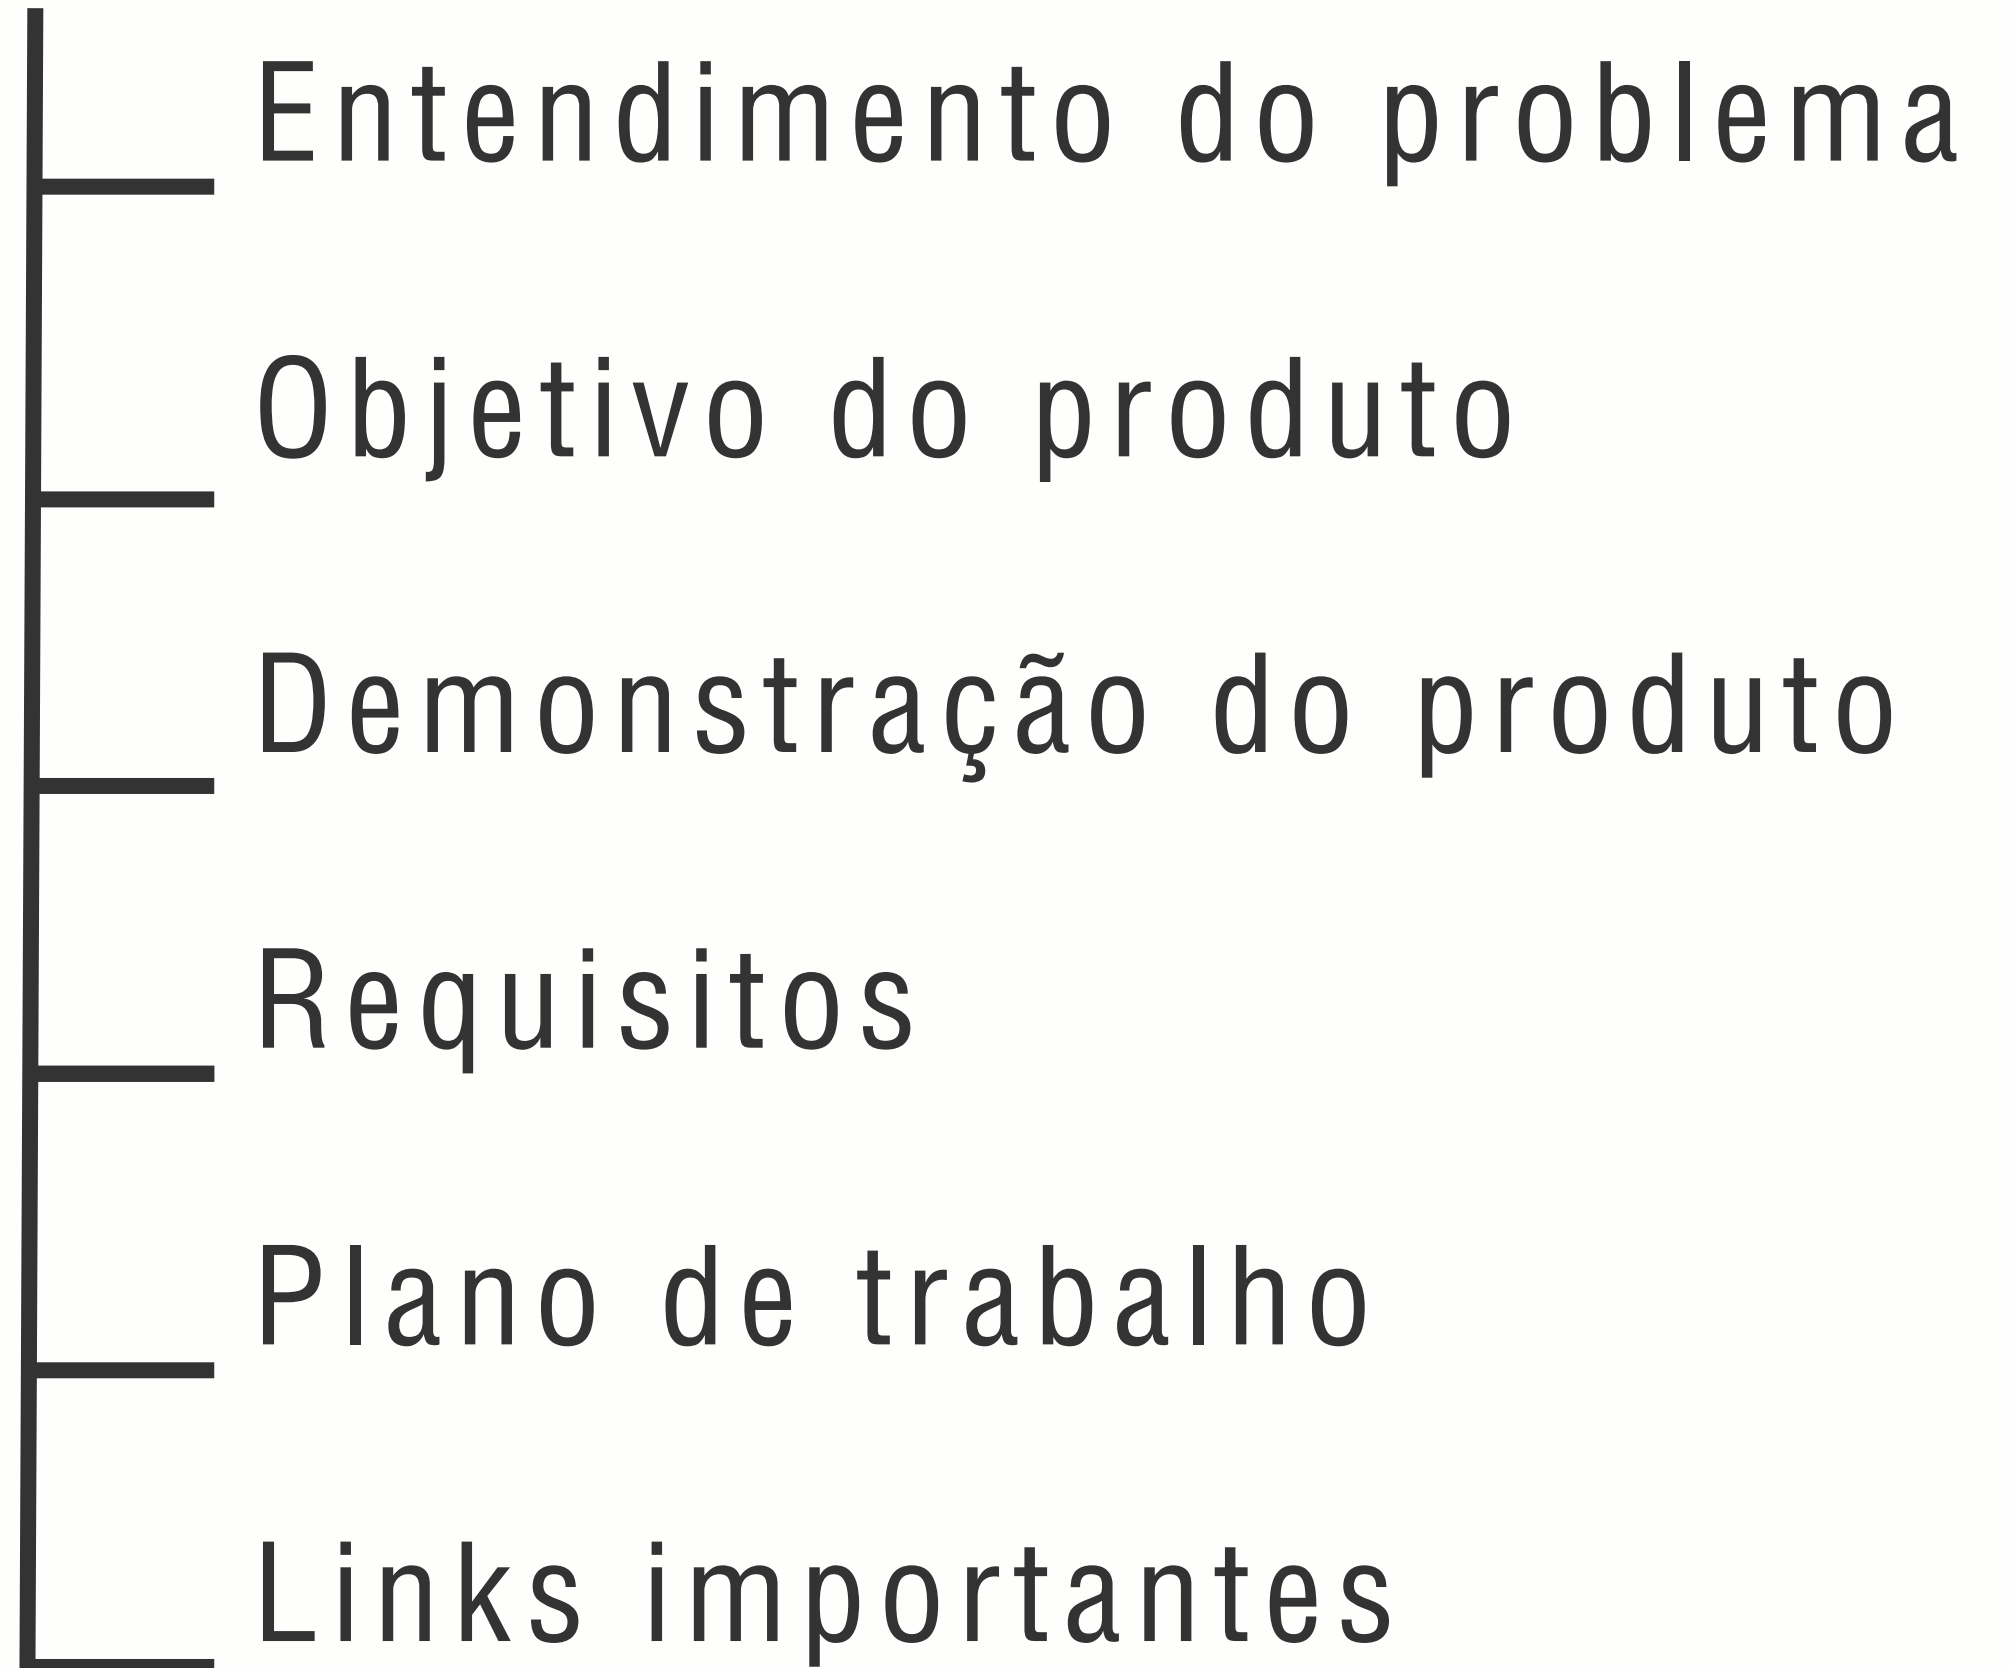 Entendimento do problema
Objetivo do produto
Demonstração do produto
Requisitos
Plano de trabalho
Links importantes